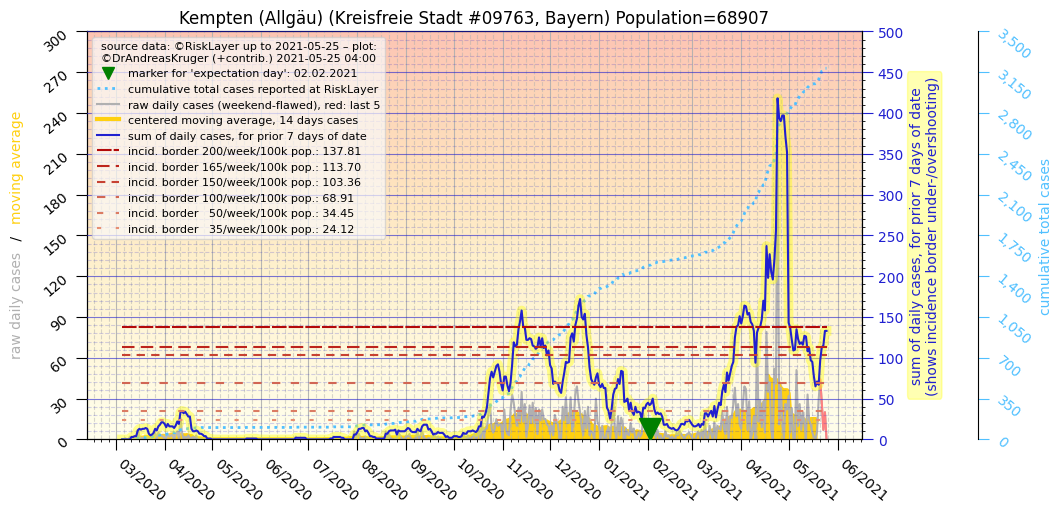 Kempten (Allgäu) (Kreisfreie Stadt #09763, Bayern) Population=68907
source data: ©RiskLayer up to 2021-05-25 – plot:
©DrAndreasKruger (+contrib.) 2021-05-25 04:00
marker for 'expectation day': 02.02.2021
cumulative total cases reported at RiskLayer
raw daily cases (weekend-flawed), red: last 5
centered moving average, 14 days cases
sum of daily cases, for prior 7 days of date
incid. border 200/week/100k pop.: 137.81
incid. border 165/week/100k pop.: 113.70
incid. border 150/week/100k pop.: 103.36
incid. border 100/week/100k pop.: 68.91
incid. border 50/week/100k pop.: 34.45
incid. border 35/week/100k pop.: 24.12
raw daily cases / moving average
300
270
240
210
180
150
120
90
60
30
0
03/2020
04/2020
05/2020
06/2020
07/2020
08/2020
09/2020
10/2020
11/2020
12/2020
01/2021
02/2021
03/2021
04/2021
05/2021
06/2021
500
450
400
350
300
250
200
150
100
50
0
sum of daily cases, for prior 7 days of date
(shows incidence border under-/overshooting)
3,500
3,150
2,800
2,450
2,100
1,750
1,400
1,050
700
350
0
cumulative total cases